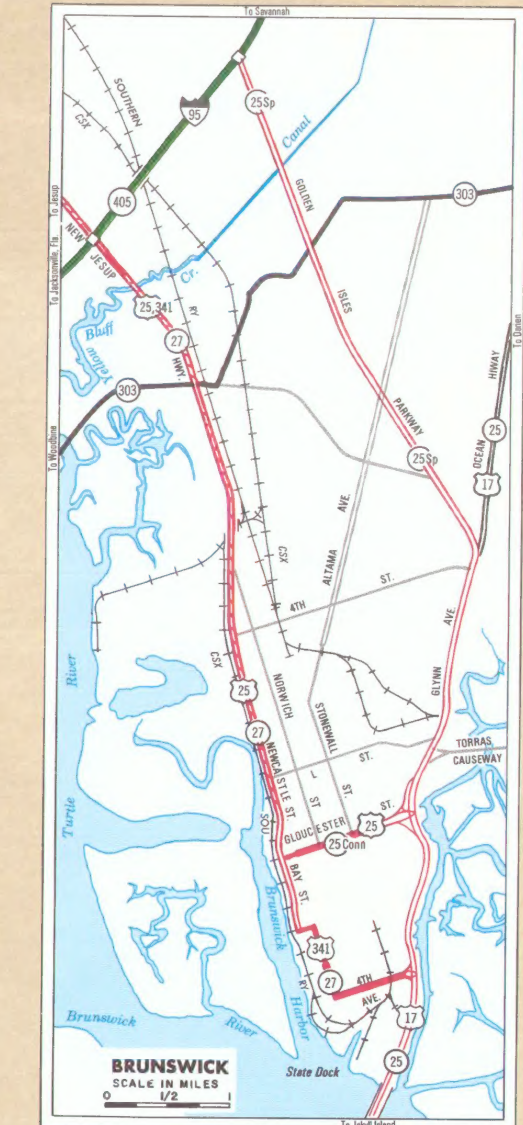 To Savannah
SOUTHERN
CSX
95
25Sp
Canal
405
To Jesup
NEW JESUP
To Jacksonville, Fla.
GOLDEN
303
ISLES
Cr.
25,341
RY
Yellow Bluff
27
HWY.
To Darien
303
To Woodbine
PARKWAY
HIWAY
25
25Sp
OCEAN
17
AVE.
CSX
ALTAMA
ST.
4TH
AVE.
River
CSX
NORWICH
GLYNN
25
STONEWALL
27
NEWCASTLE ST.
TORRAS
CAUSEWAY
L
ST.
ST
ST.
Turtle
SOU
GLOUCESTER
25
ST.
25Conn
BAY ST.
Brunswick
341
RY
27
4TH
AVE.
Harbor
17
Brunswick
River
BRUNSWICK
SCALE IN MILES
0 1/2 1
State Dock
25
To Jekyll Island